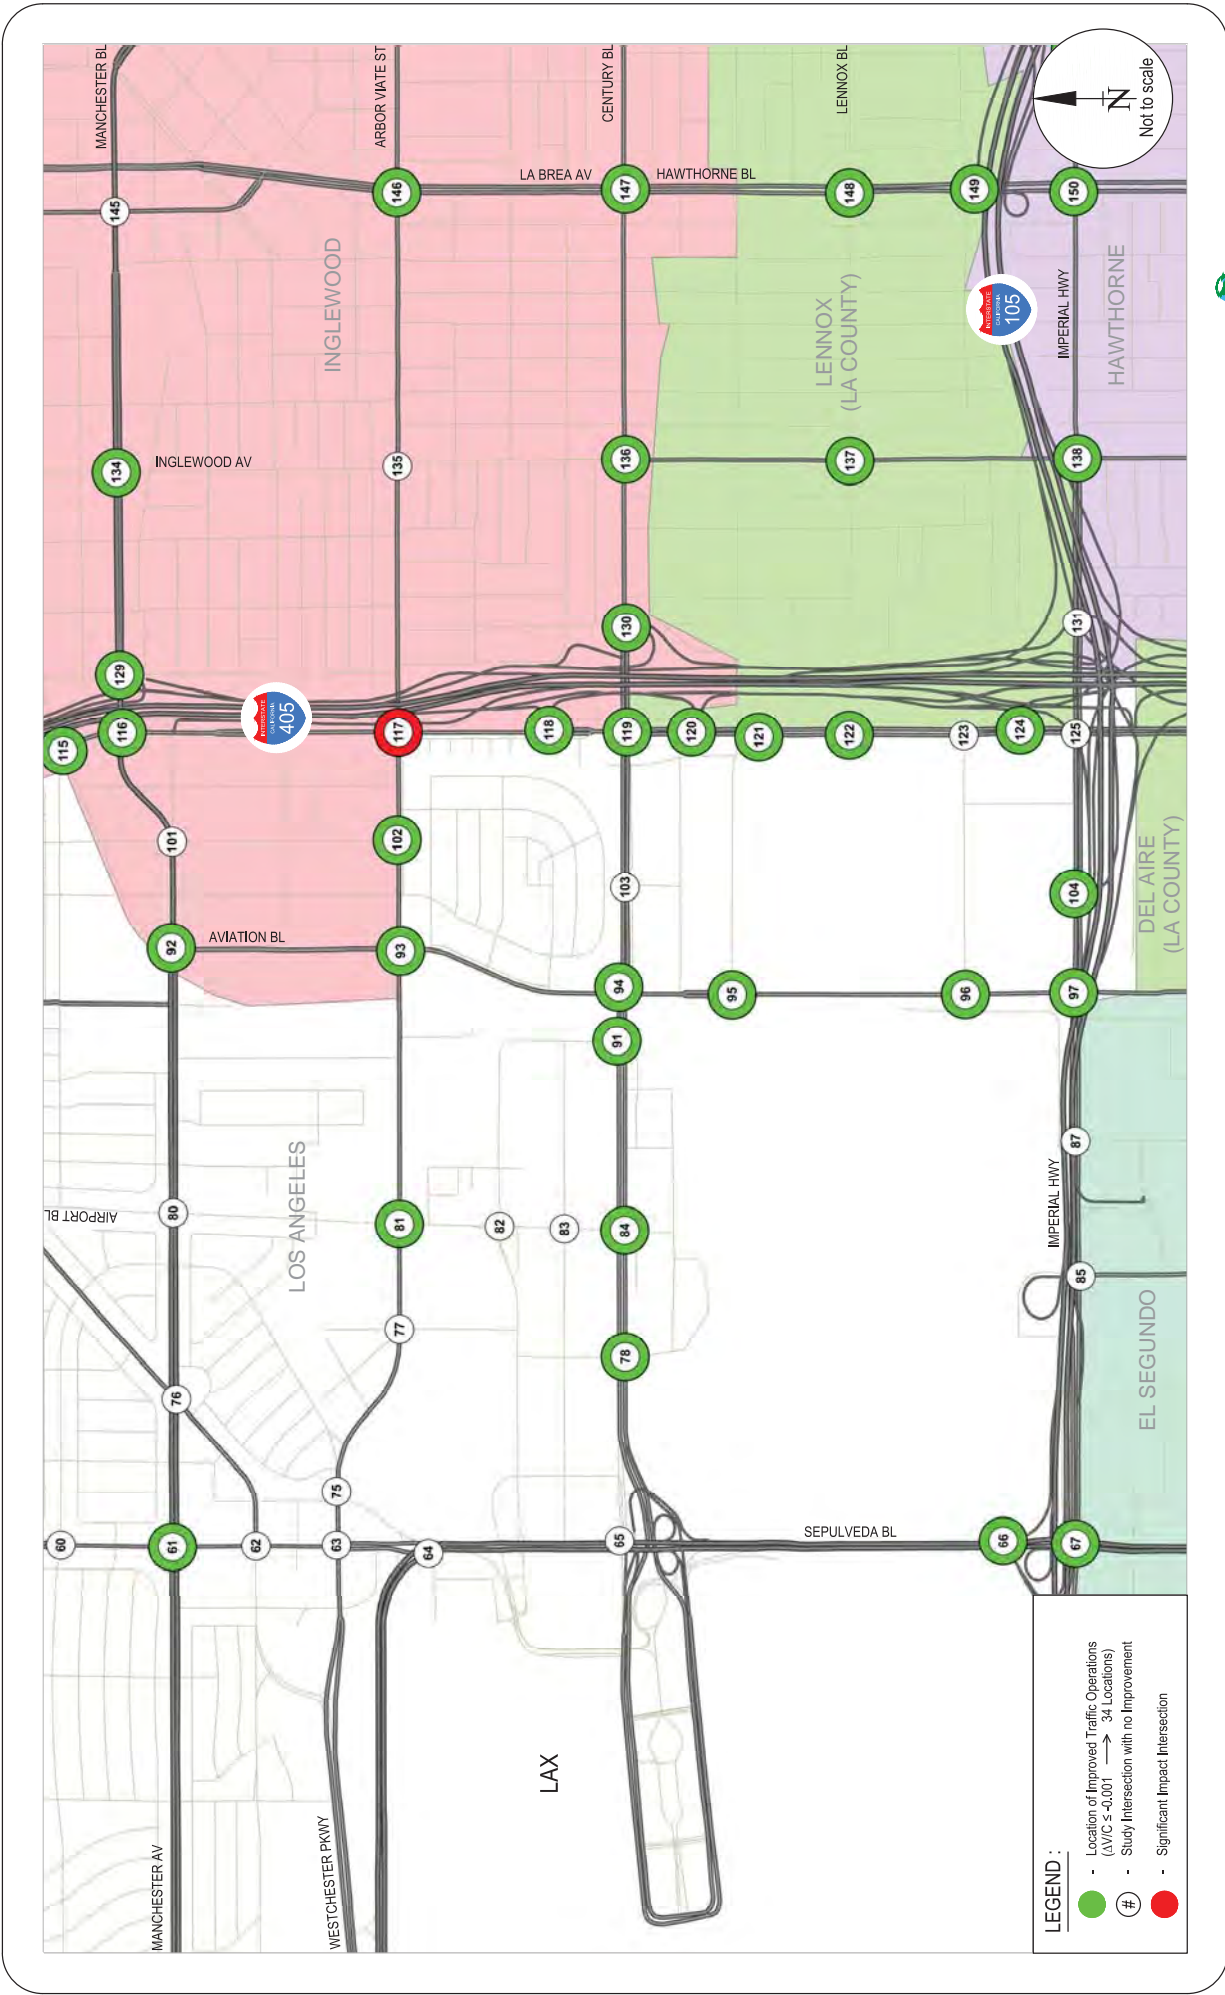 MANCHESTER BL
ARBOR VIATE ST
CENTURY BL
LENNOX BL
N
Not to scale
145
146
LA BREA AV
147
HAWTHORNE BL
148
149
150
INGLEWOOD
LENNOX
(LA COUNTY)
INTERSTATE
CALIFORNIA
105
IMPERIAL HWY
HAWTHORNE
134
INGLEWOOD AV
135
136
137
138
129
130
131
115
116
INTERSTATE
CALIFORNIA
405
117
118
119
120
121
122
123
124
125
101
102
103
104
DEL AIRE
(LA COUNTY)
92
AVIATION BL
93
94
95
96
97
91
87
IMPERIAL HWY
AIRPORT BL
80
LOS ANGELES
81
82
83
84
85
EL SEGUNDO
76
77
78
75
60
61
62
63
64
65
SEPULVEDA BL
66
67
MANCHESTER AV
WESTCHESTER PKWY
LAX
LEGEND :
- Location of Improved Traffic Operations
(ΔV/C ≤ -0.001 → 34 Locations)
# - Study Intersection with no Improvement
- Significant Impact Intersection